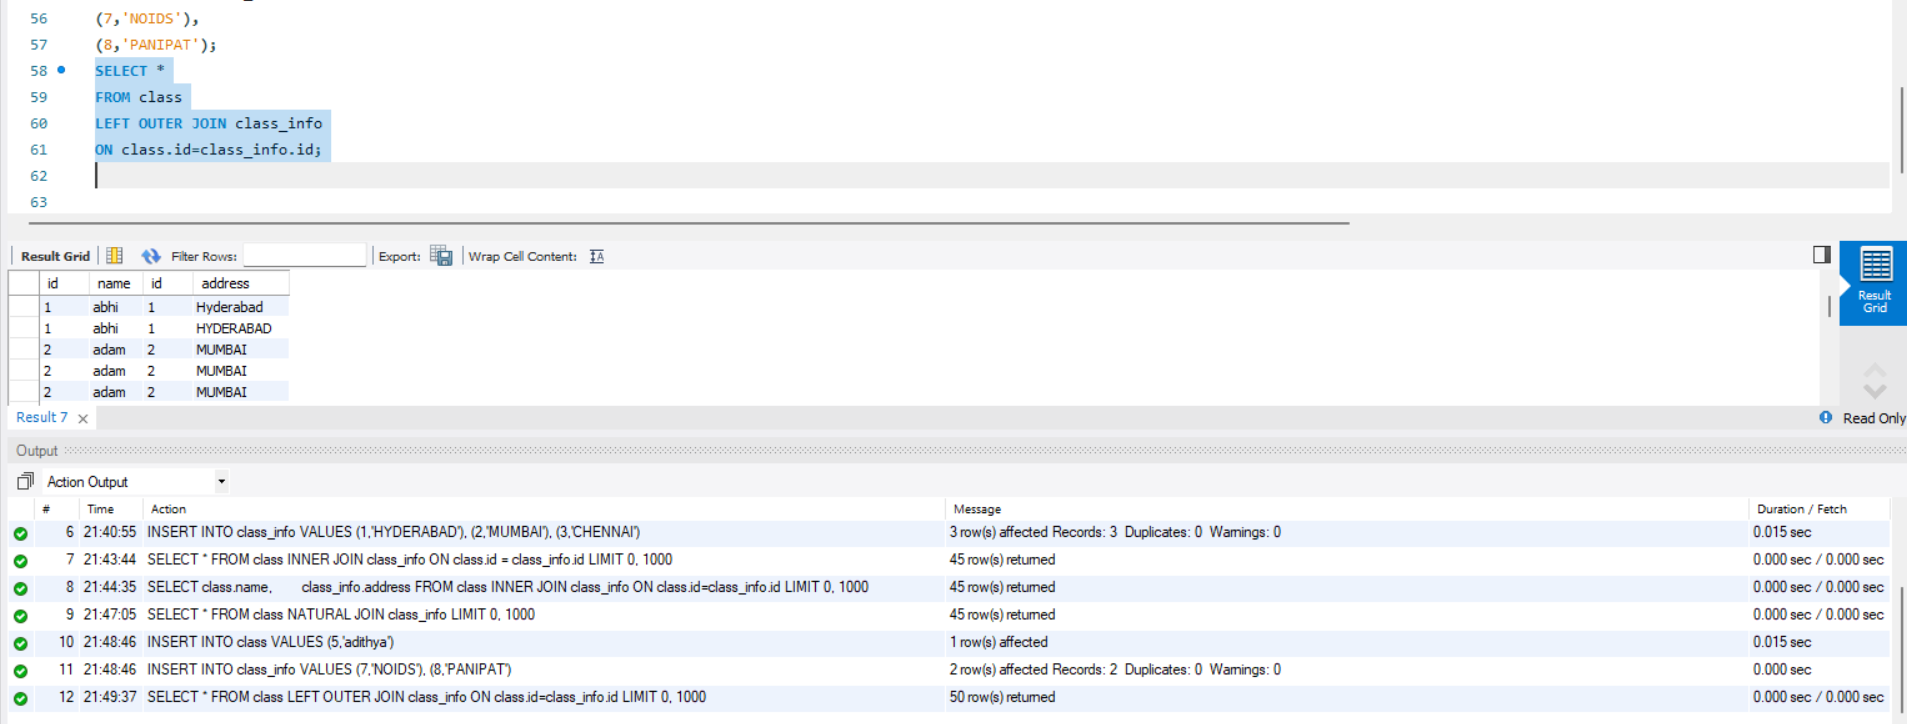 56 (7,'NOIDS'),
57 (8,'PANIPAT');
58 SELECT *
59 FROM class
60 LEFT OUTER JOIN class_info
61 ON class.id=class_info.id;
62
63
Result Grid Filter Rows: Export: Wrap Cell Content:
id name id address
1 abhi 1 Hyderabad
1 abhi 1 HYDERABAD
2 adam 2 MUMBAI
2 adam 2 MUMBAI
2 adam 2 MUMBAI
Result
Grid
Result 7 Read Only
Output
Action Output
# Time Action Message Duration / Fetch
6 21:40:55 INSERT INTO class_info VALUES (1,'HYDERABAD'), (2,'MUMBAI'), (3,'CHENNAI') 3 row(s) affected Records: 3 Duplicates: 0 Warnings: 0 0.015 sec
7 21:43:44 SELECT * FROM class INNER JOIN class_info ON class.id = class_info.id LIMIT 0, 1000 45 row(s) returned 0.000 sec / 0.000 sec
8 21:44:35 SELECT class.name, class_info.address FROM class INNER JOIN class_info ON class.id=class_info.id LIMIT 0, 1000 45 row(s) returned 0.000 sec / 0.000 sec
9 21:47:05 SELECT * FROM class NATURAL JOIN class_info LIMIT 0, 1000 45 row(s) returned 0.000 sec / 0.000 sec
10 21:48:46 INSERT INTO class VALUES (5,'adithya') 1 row(s) affected 0.015 sec
11 21:48:46 INSERT INTO class_info VALUES (7,'NOIDS'), (8,'PANIPAT') 2 row(s) affected Records: 2 Duplicates: 0 Warnings: 0 0.000 sec
12 21:49:37 SELECT * FROM class LEFT OUTER JOIN class_info ON class.id=class_info.id LIMIT 0, 1000 50 row(s) returned 0.000 sec / 0.000 sec